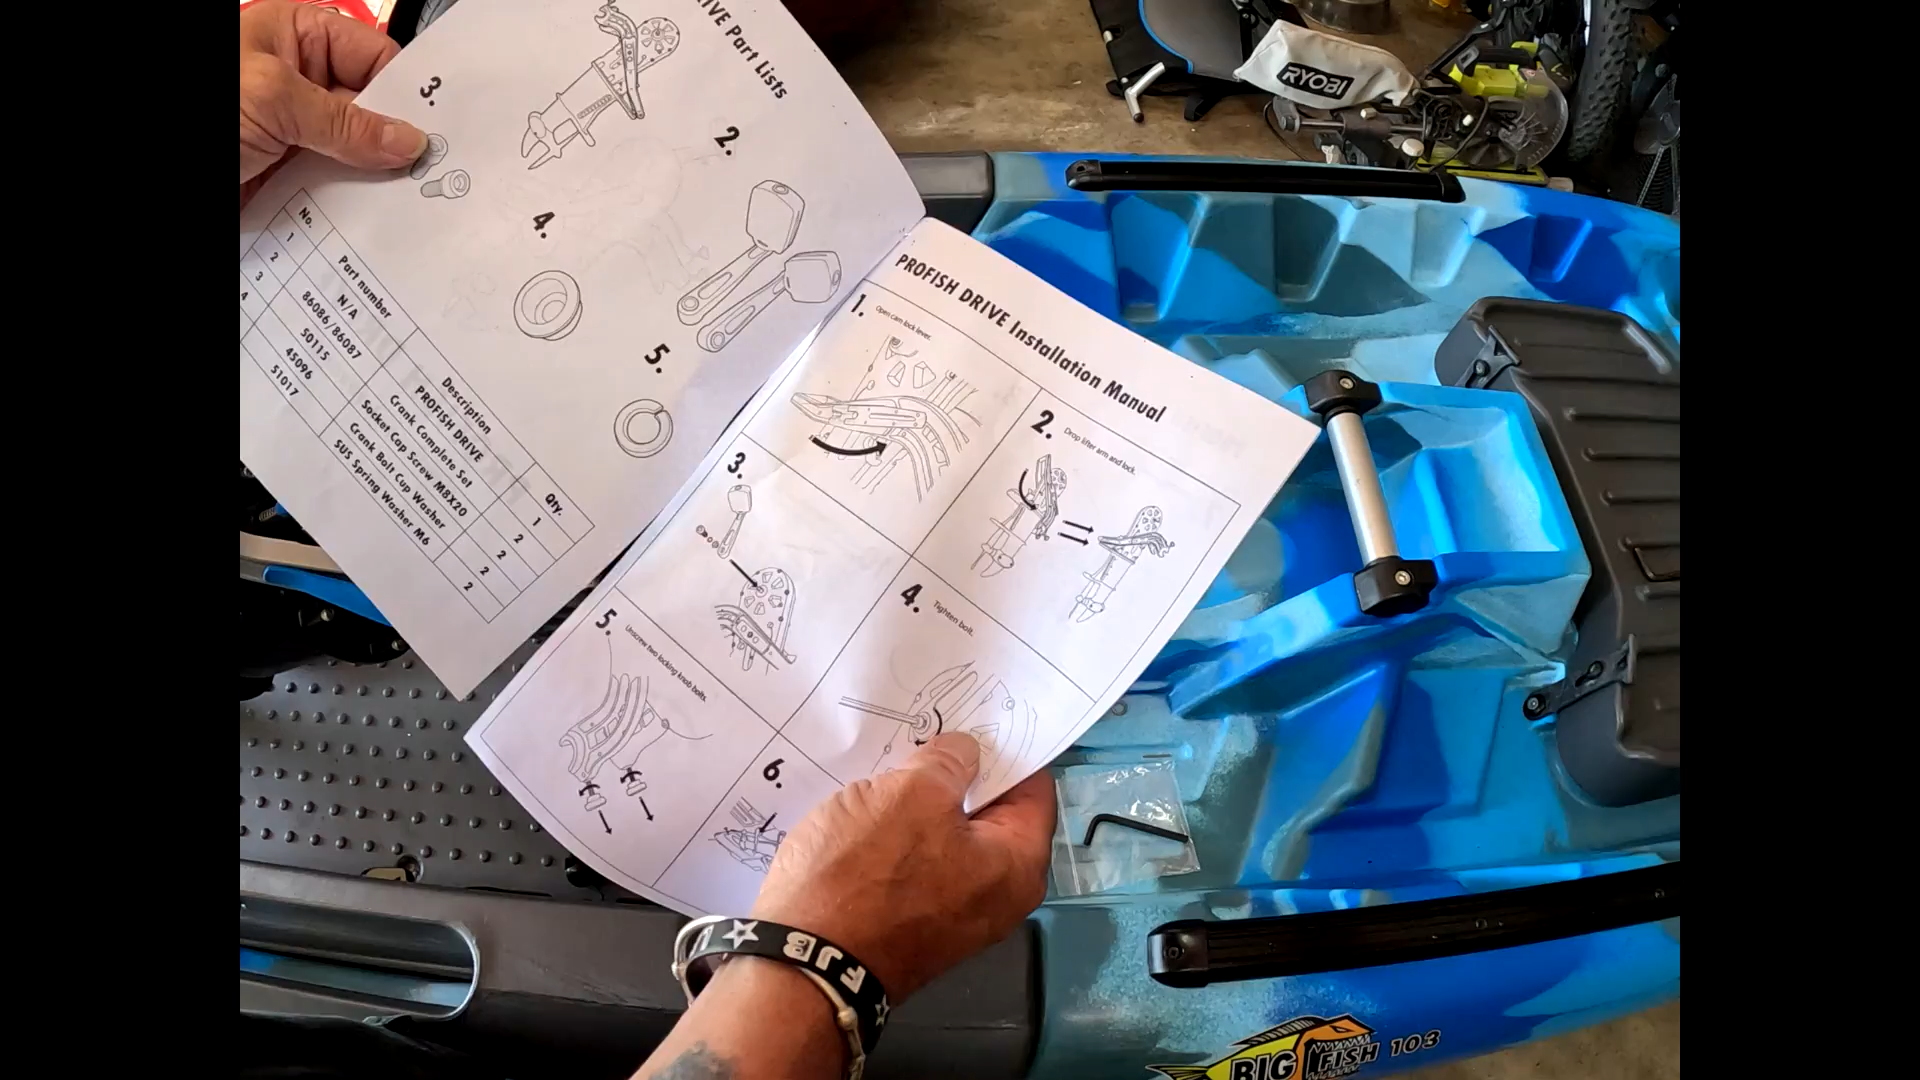 IVE Part Lists
3.
2.
4.
5.
No. Part number Description Qty.
1 N/A PROFISH DRIVE 1
2 86086/86087 Crank Complete Set 2
3 50115 Socket Cap Screw M8X20 2
4 45096 Crank Bolt Cup Washer 2
51017 SUS Spring Washer M6 2
PROFISH DRIVE Installation Manual
1. Open cam lock lever.
2. Drop lifter arm and lock.
3.
4. Tighten bolt.
5. Unscrew two locking knob bolts.
6.
RYOBI
FJB
BIG FISH 103